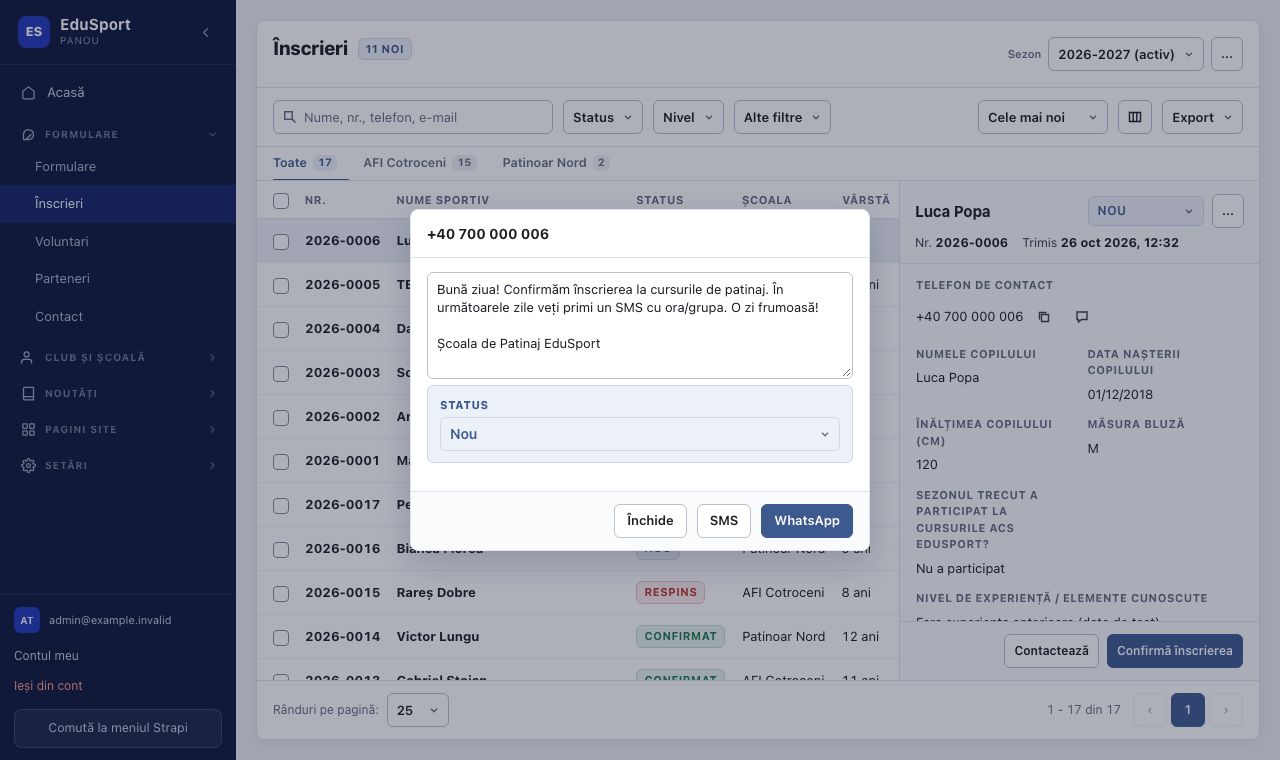 ES
EduSport
PANOU
Acasă
FORMULARE
Formulare
Înscrieri
Voluntari
Parteneri
Contact
CLUB ȘI ȘCOALĂ
NOUTĂȚI
PAGINI SITE
SETĂRI
AT
admin@example.invalid
Contul meu
Ieși din cont
Comută la meniul Strapi
Înscrieri
11 NOI
Sezon
2026-2027 (activ)
...
Nume, nr., telefon, e-mail
Status
Nivel
Alte filtre
Cele mai noi
Export
Toate 17
AFI Cotroceni 15
Patinoar Nord 2
NR. NUME SPORTIV STATUS ȘCOALA VÂRSTĂ
2026-0006
2026-0005
2026-0004
2026-0003
2026-0002
2026-0001
2026-0017
2026-0016
2026-0015 Rareș Dobre RESPINS AFI Cotroceni 8 ani
2026-0014 Victor Lungu CONFIRMAT Patinoar Nord 12 ani
Rânduri pe pagină: 25
1 - 17 din 17
‹ 1 ›
+40 700 000 006
Bună ziua! Confirmăm înscrierea la cursurile de patinaj. În
următoarele zile veți primi un SMS cu ora/grupa. O zi frumoasă!
Școala de Patinaj EduSport
STATUS
Nou
Închide
SMS
WhatsApp
Luca Popa
NOU
...
Nr. 2026-0006 Trimis 26 oct 2026, 12:32
TELEFON DE CONTACT
+40 700 000 006
NUMELE COPILULUI
Luca Popa
DATA NAȘTERII
COPILULUI
01/12/2018
ÎNĂLȚIMEA COPILULUI
(CM)
120
MĂSURA BLUZĂ
M
SEZONUL TRECUT A
PARTICIPAT LA
CURSURILE ACS
EDUSPORT?
Nu a participat
NIVEL DE EXPERIENȚĂ / ELEMENTE CUNOSCUTE
Contactează
Confirmă înscrierea